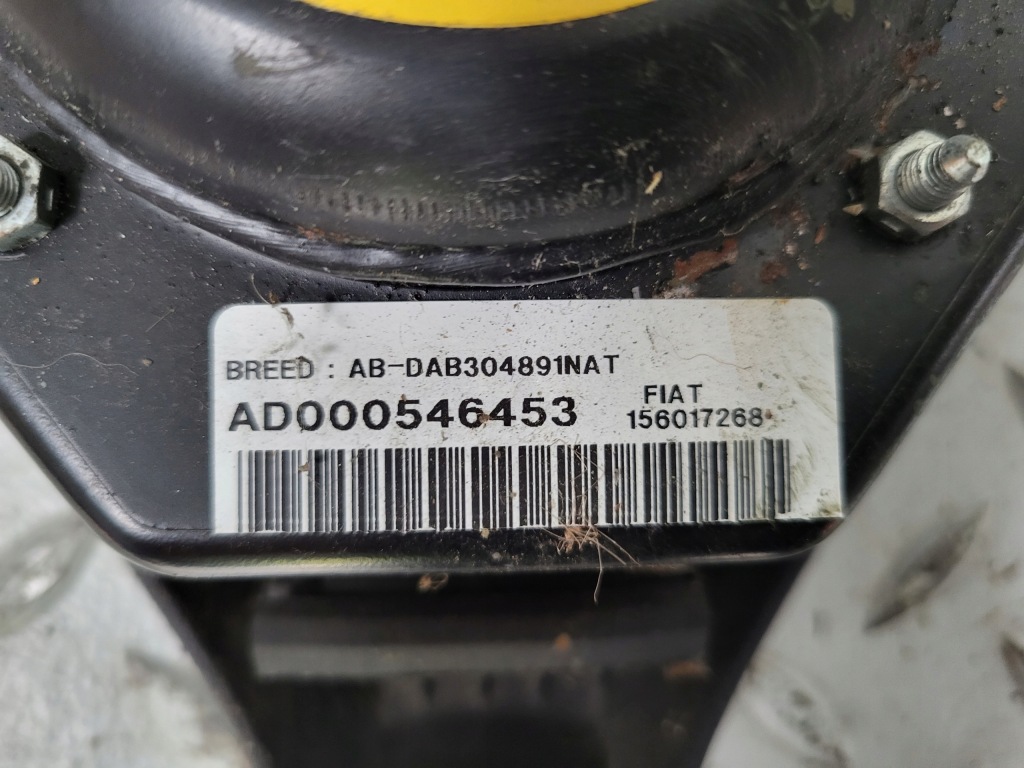 BREED : AB-DAB304891NAT
AD000546453
FIAT
156017268